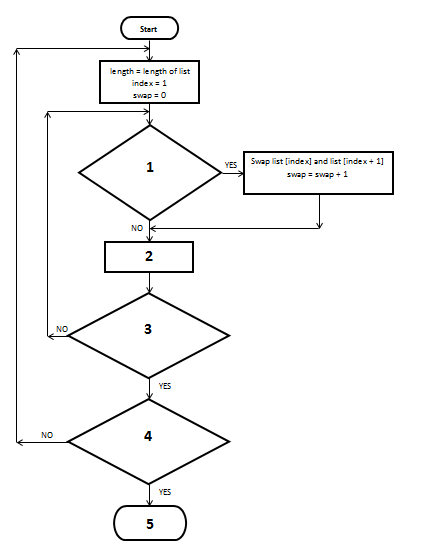 Start
length = length of list
index = 1
swap = 0
1
YES
Swap list [index] and list [index + 1]
swap = swap + 1
NO
2
3
NO
YES
4
NO
YES
5